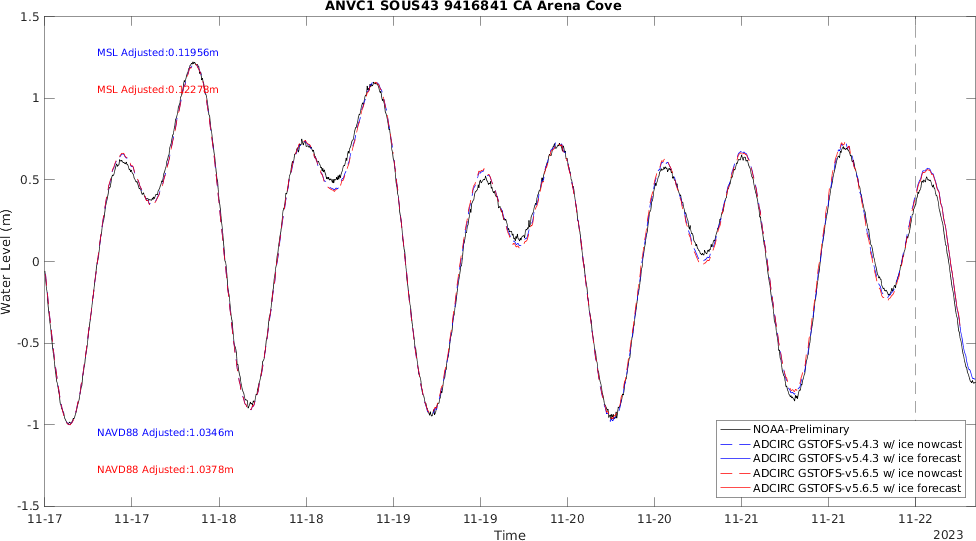 ANVC1 SOUS43 9416841 CA Arena Cove
1.5
1
0.5
0
-0.5
-1
-1.5
Water Level (m)
MSL Adjusted:0.11956m
MSL Adjusted:0.12278m
NAVD88 Adjusted:1.0346m
NAVD88 Adjusted:1.0378m
NOAA-Preliminary
ADCIRC GSTOFS-v5.4.3 w/ ice nowcast
ADCIRC GSTOFS-v5.4.3 w/ ice forecast
ADCIRC GSTOFS-v5.6.5 w/ ice nowcast
ADCIRC GSTOFS-v5.6.5 w/ ice forecast
11-17 11-17 11-18 11-18 11-19 11-19 11-20 11-20 11-21 11-21 11-22
Time
2023